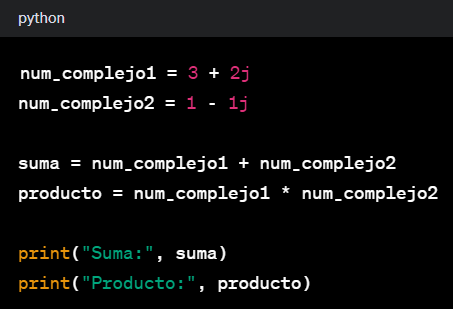 python
num_complejo1 = 3 + 2j
num_complejo2 = 1 - 1j
suma = num_complejo1 + num_complejo2
producto = num_complejo1 * num_complejo2
print("Suma:", suma)
print("Producto:", producto)